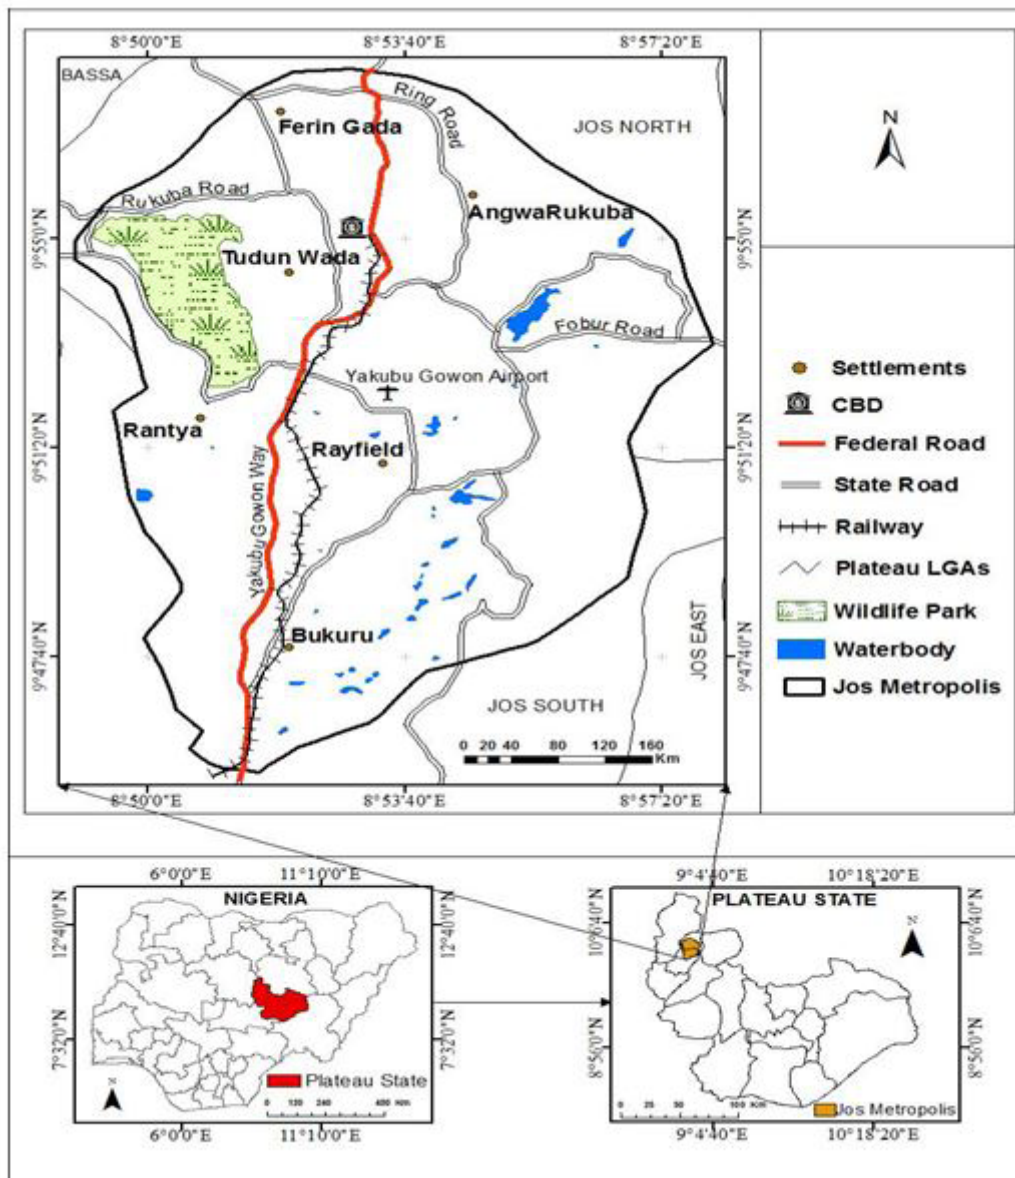 8°50'0"E 8°53'40"E 8°57'20"E
BASSA
Ring Road
Ferin Gada
JOS NORTH
N
Rukuba Road
AngwaRukuba
9°55'0"N
9°55'0"N
Tudun Wada
Fobur Road
Yakubu Gowon Airport
Rantya
Rayfield
9°51'20"N
9°51'20"N
Yakubu Gowon Way
Bukuru
9°47'40"N
9°47'40"N
JOS EAST
JOS SOUTH
0 20 40 80 120 160
Km
8°50'0"E 8°53'40"E 8°57'20"E
Settlements
CBD
Federal Road
State Road
Railway
Plateau LGAs
Wildlife Park
Waterbody
Jos Metropolis
6°0'0"E 11°10'0"E
NIGERIA
12°40'0"N
12°40'0"N
7°32'0"N
7°32'0"N
Plateau State
0 120 240 480 Km
6°0'0"E 11°10'0"E
9°4'40"E 10°18'20"E
PLATEAU STATE
10°6'40"N
10°6'40"N
8°56'0"N
8°56'0"N
0 25 50 100 Km
Jos Metropolis
9°4'40"E 10°18'20"E